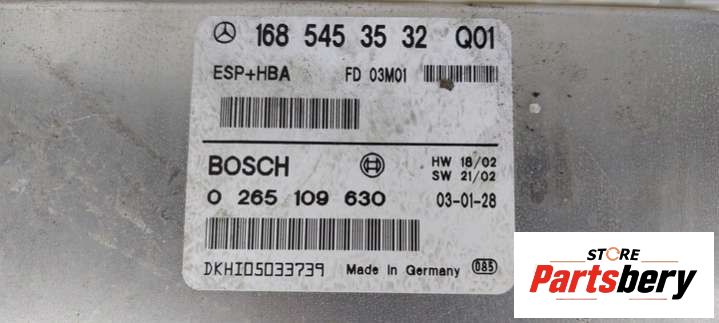 168 545 35 32 Q01
ESP+HBA FD 03M01
BOSCH HW 18/02
SW 21/02
0 265 109 630 03-01-28
DKHI05033739 Made In Germany 085
STORE
Partsbery